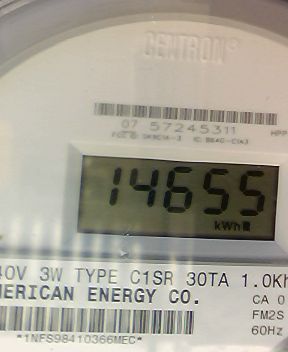 CENTRON®
07 57245311
14655
kWh
40V 3W TYPE C1SR 30TA 1.0Kh
MERICAN ENERGY CO.
CA 0
FM2S
60Hz
*1NFS98410366MEC*